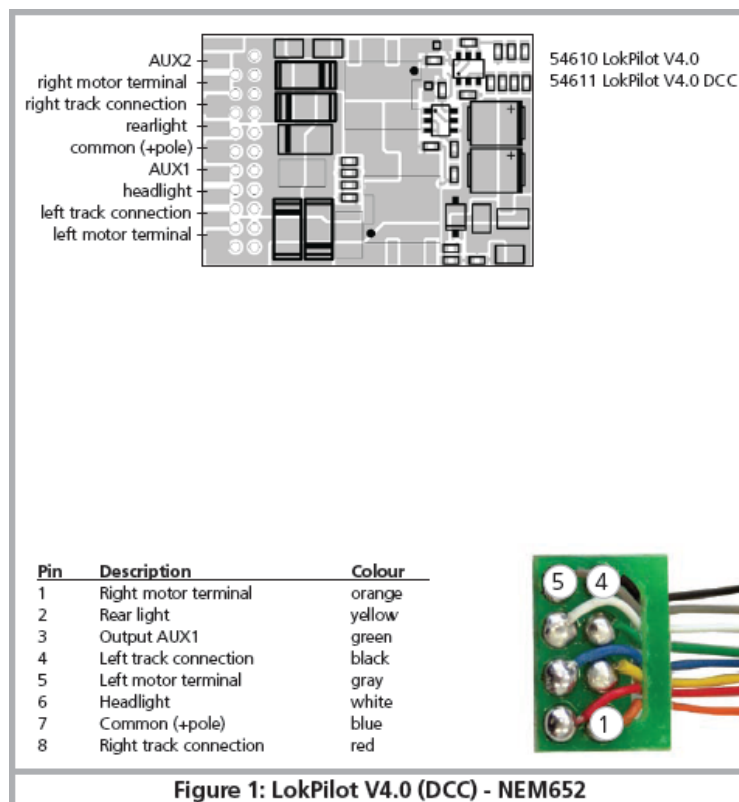 AUX2
right motor terminal
right track connection
rearlight
common (+pole)
AUX1
headlight
left track connection
left motor terminal
54610 LokPilot V4.0
54611 LokPilot V4.0 DCC
+
+
Pin Description Colour
1 Right motor terminal orange
2 Rear light yellow
3 Output AUX1 green
4 Left track connection black
5 Left motor terminal gray
6 Headlight white
7 Common (+pole) blue
8 Right track connection red
5 4
1
Figure 1: LokPilot V4.0 (DCC) - NEM652